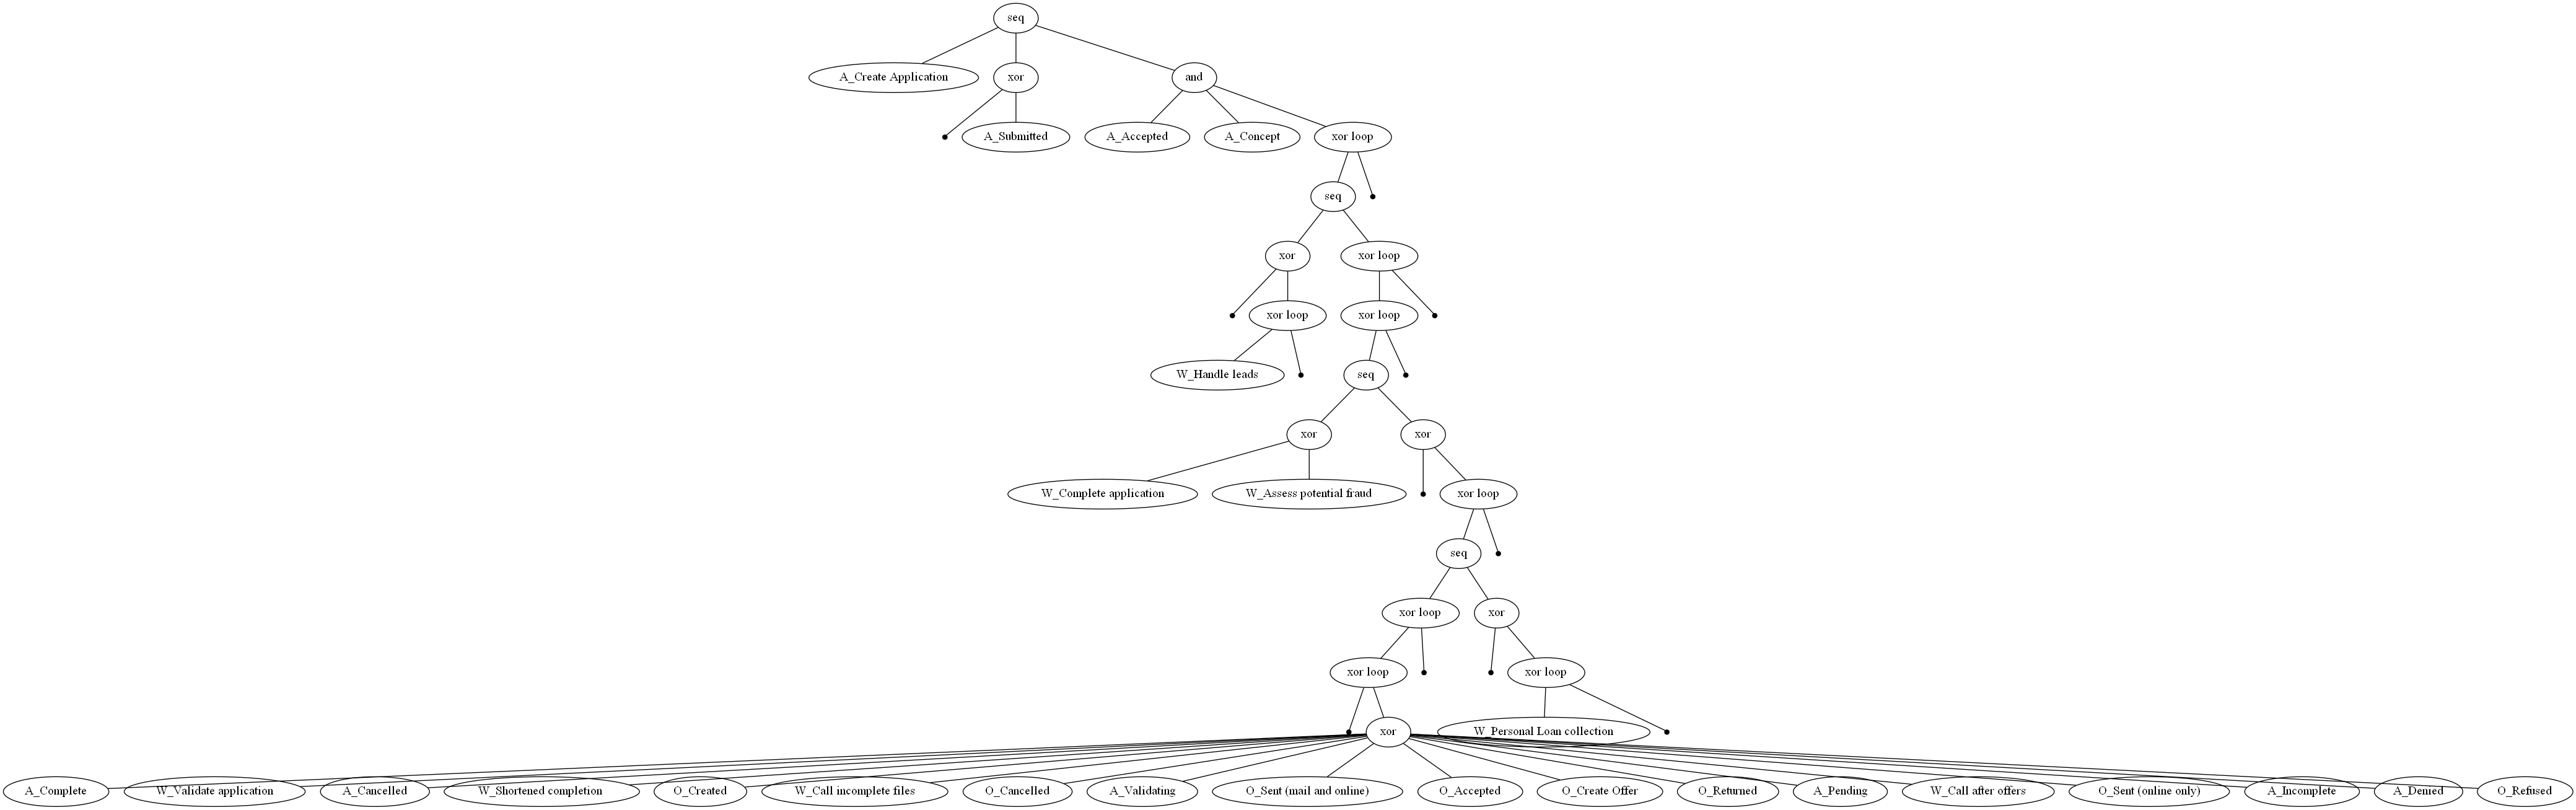 seq
A_Create Application
xor
and
A_Submitted
A_Accepted
A_Concept
xor loop
seq
xor
xor loop
xor loop
xor loop
W_Handle leads
seq
xor
xor
W_Complete application
W_Assess potential fraud
xor loop
seq
xor loop
xor
xor loop
xor loop
xor
W_Personal Loan collection
A_Complete
W_Validate application
A_Cancelled
W_Shortened completion
O_Created
W_Call incomplete files
O_Cancelled
A_Validating
O_Sent (mail and online)
O_Accepted
O_Create Offer
O_Returned
A_Pending
W_Call after offers
O_Sent (online only)
A_Incomplete
A_Denied
O_Refused